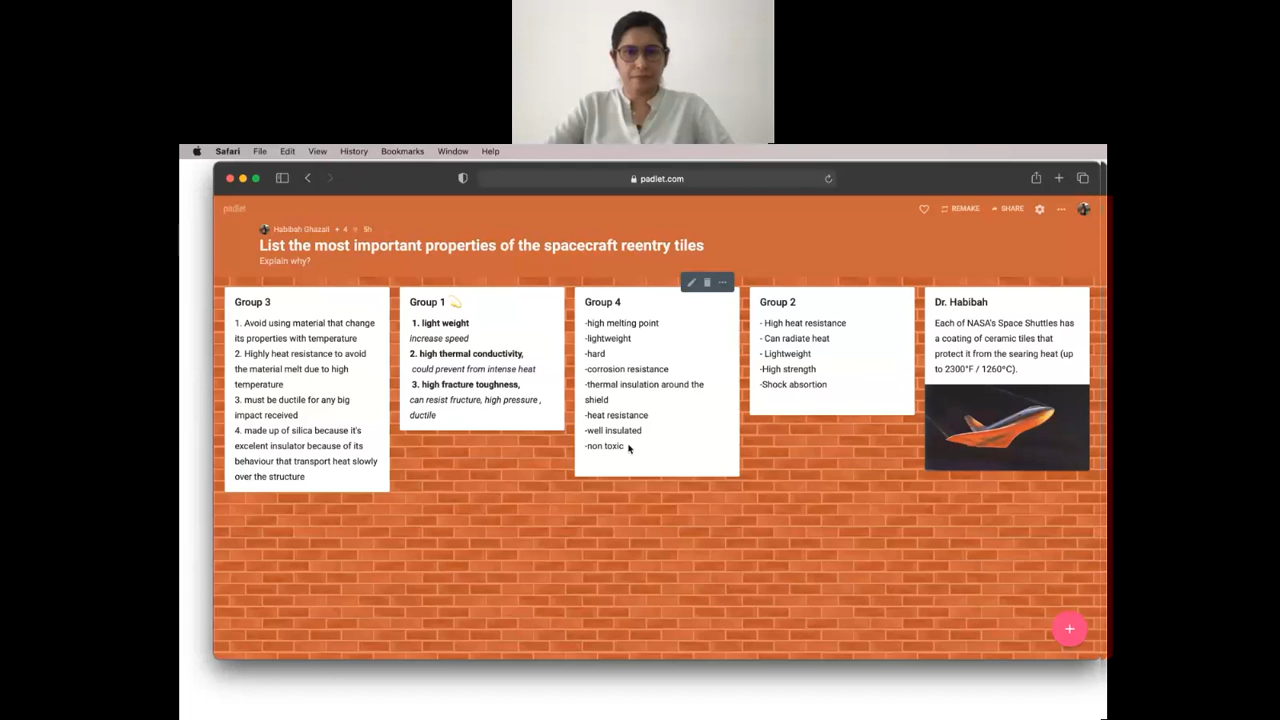 Safari File Edit View History Bookmarks Window Help
padlet.com
padlet
REMAKE SHARE
Habibah Ghazali + 4 5h
List the most important properties of the spacecraft reentry tiles
Explain why?
Group 3
1. Avoid using material that change
its properties with temperature
2. Highly heat resistance to avoid
the material melt due to high
temperature
3. must be ductile for any big
impact received
4. made up of silica because it's
excelent insulator because of its
behaviour that transport heat slowly
over the structure
Group 1
1. light weight
increase speed
2. high thermal conductivity,
could prevent from intense heat
3. high fracture toughness,
can resist fructure, high pressure ,
ductile
Group 4
-high melting point
-lightweight
-hard
-corrosion resistance
-thermal insulation around the
shield
-heat resistance
-well insulated
-non toxic
Group 2
- High heat resistance
- Can radiate heat
- Lightweight
-High strength
-Shock absortion
Dr. Habibah
Each of NASA's Space Shuttles has
a coating of ceramic tiles that
protect it from the searing heat (up
to 2300°F / 1260°C).